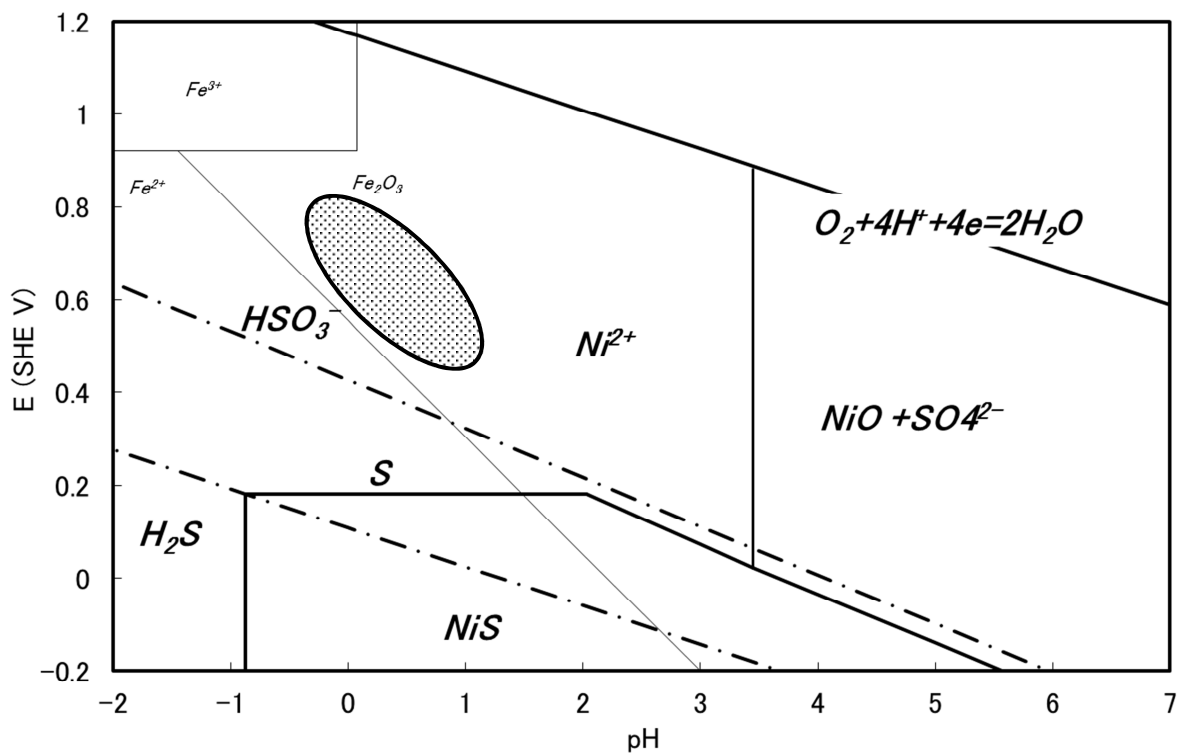 1.2
1
0.8
0.6
0.4
0.2
0
−0.2
E (SHE V)
Fe³⁺
Fe²⁺
Fe₂O₃
O₂+4H⁺+4e=2H₂O
HSO₃⁻
Ni²⁺
NiO +SO4²⁻
S
H₂S
NiS
−2 −1 0 1 2 3 4 5 6 7
pH